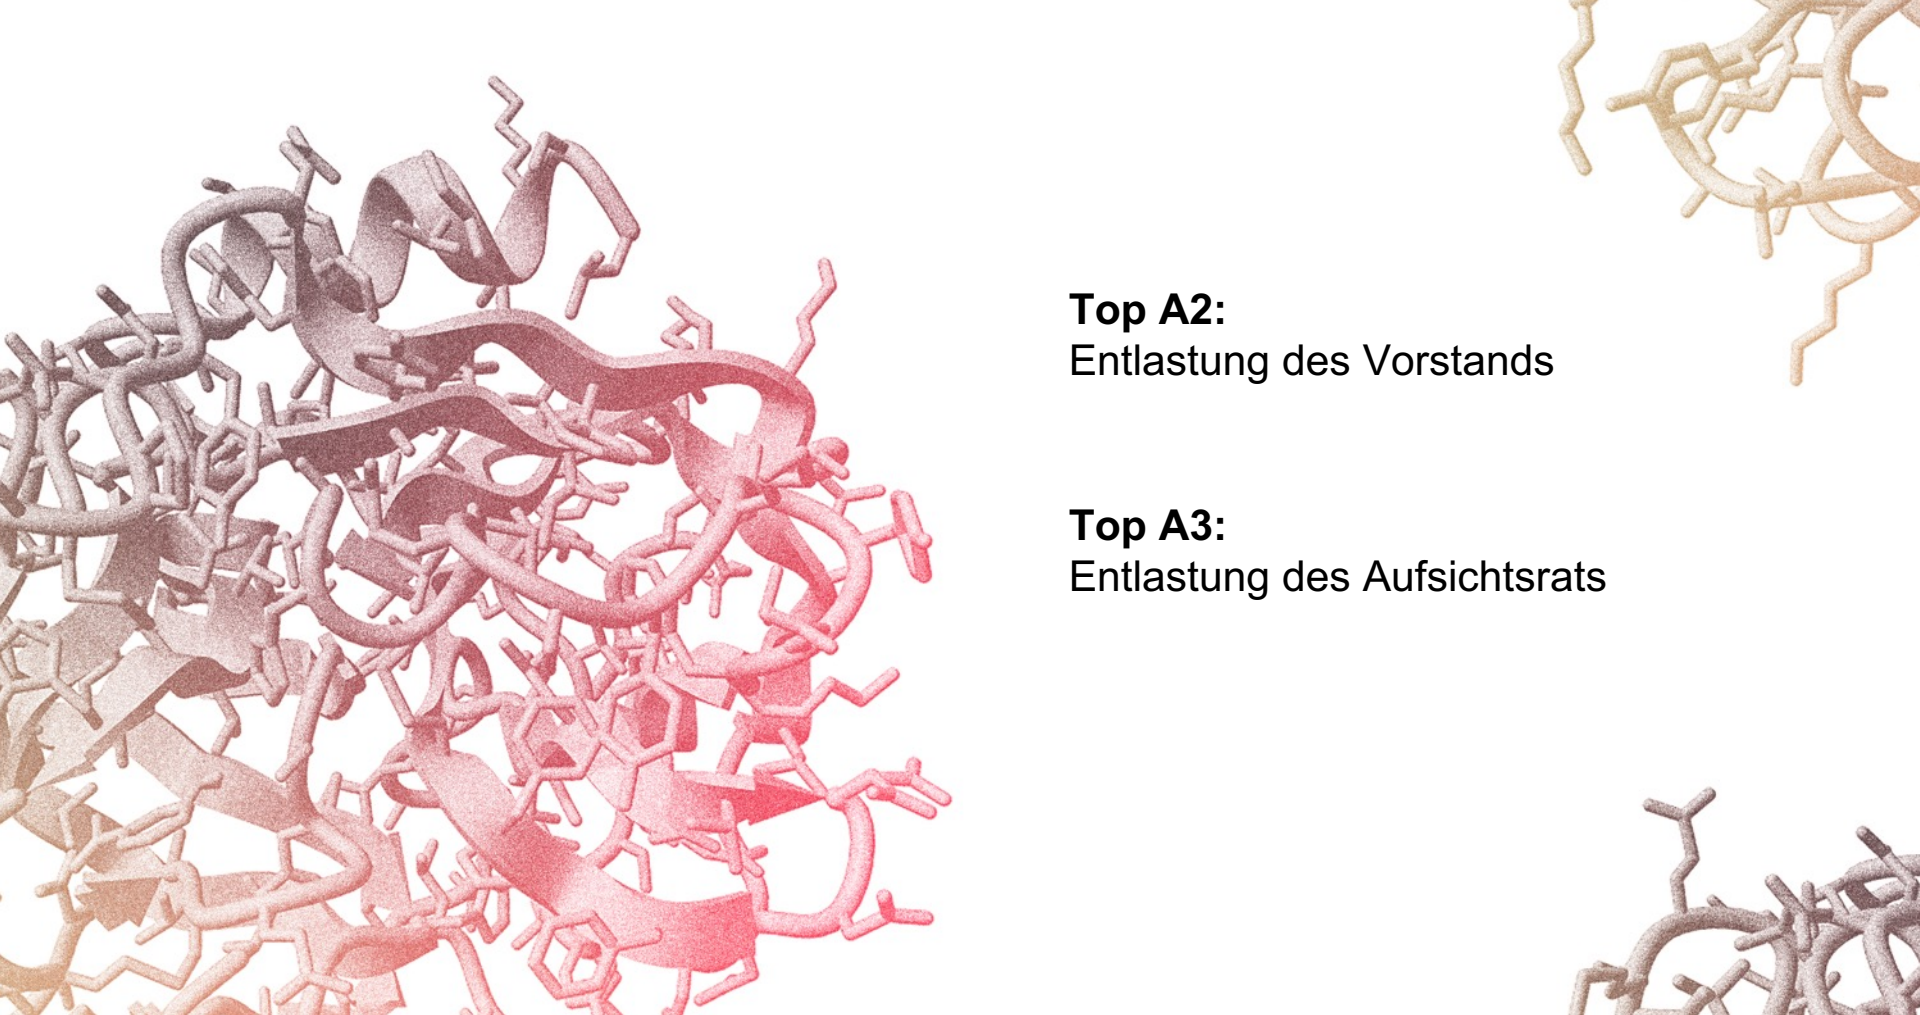 Top A2:
Entlastung des Vorstands
Top A3:
Entlastung des Aufsichtsrats